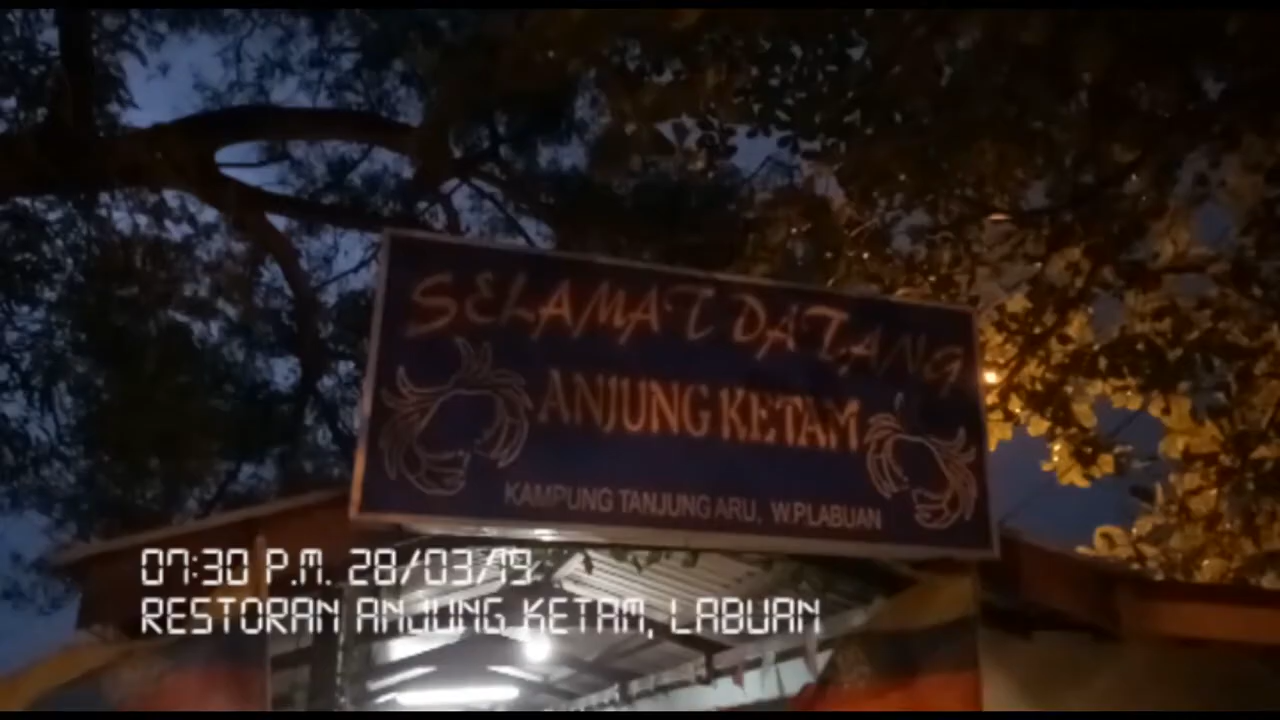 SELAMAT DATANG
ANJUNG KETAM
KAMPUNG TANJUNG ARU, W.P.LABUAN
07:30 P.M. 28/03/19
RESTORAN ANJUNG KETAM, LABUAN